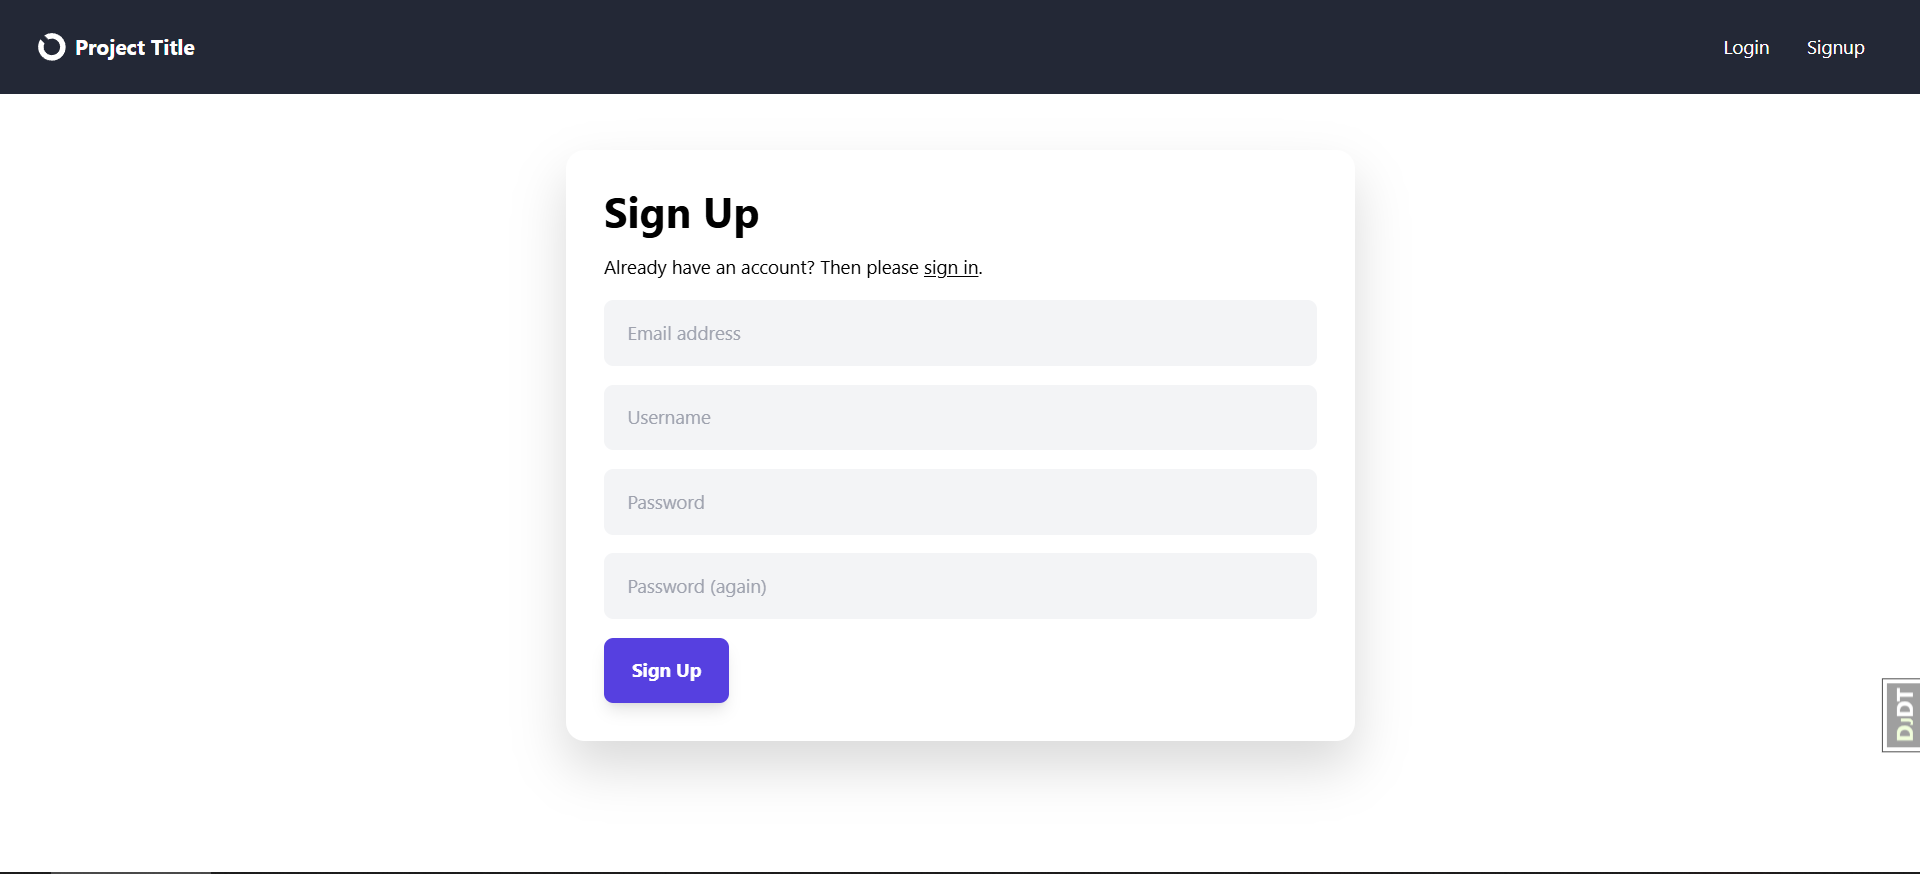 Project Title
Login
Signup
Sign Up
Already have an account? Then please sign in.
Email address
Username
Password
Password (again)
Sign Up
DJDT